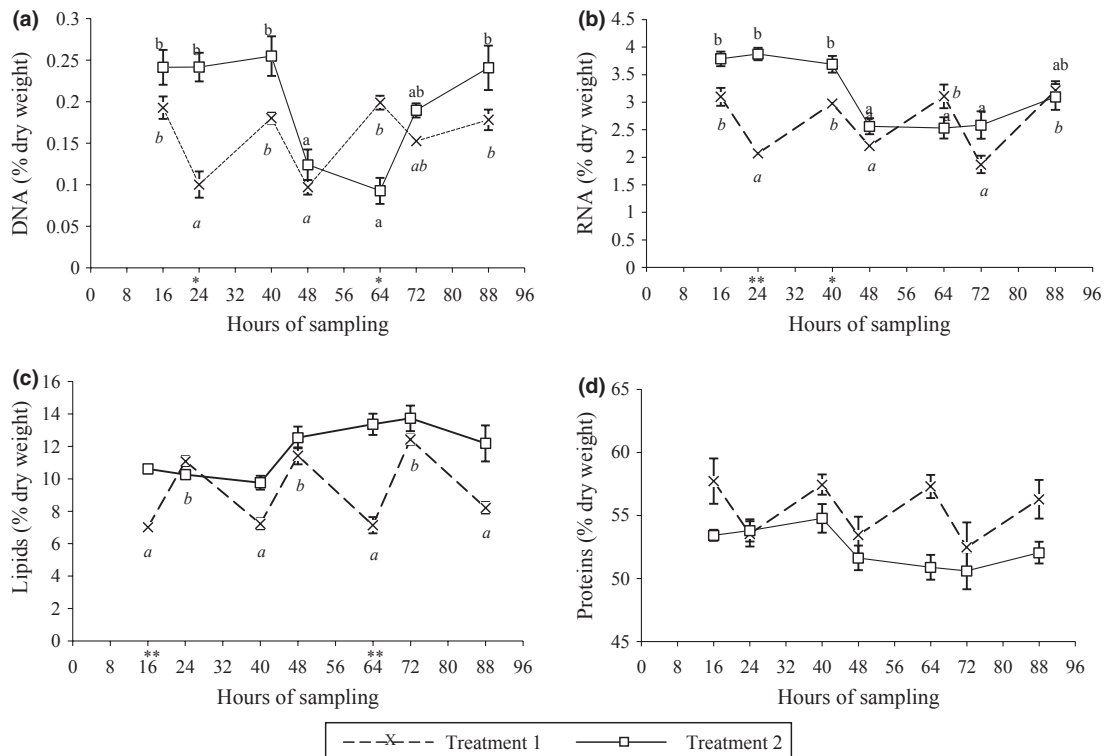 (a)
0.3
0.25
0.2
0.15
0.1
0.05
0
DNA (% dry weight)
b b b b
b b ab b
a a ab
a a a
0 8 16 24 32 40 48 56 64 72 80 88 96
* *
Hours of sampling
(b)
4.5
4
3.5
3
2.5
2
1.5
1
0.5
0
RNA (% dry weight)
b b b ab
b b b b
a a a
a a a
0 8 16 24 32 40 48 56 64 72 80 88 96
** *
Hours of sampling
(c)
16
14
12
10
8
6
4
2
0
Lipids (% dry weight)
b b b
a a a a
0 8 16 24 32 40 48 56 64 72 80 88 96
** **
Hours of sampling
(d)
65
60
55
50
45
Proteins (% dry weight)
0 8 16 24 32 40 48 56 64 72 80 88 96
Hours of sampling
Treatment 1 Treatment 2